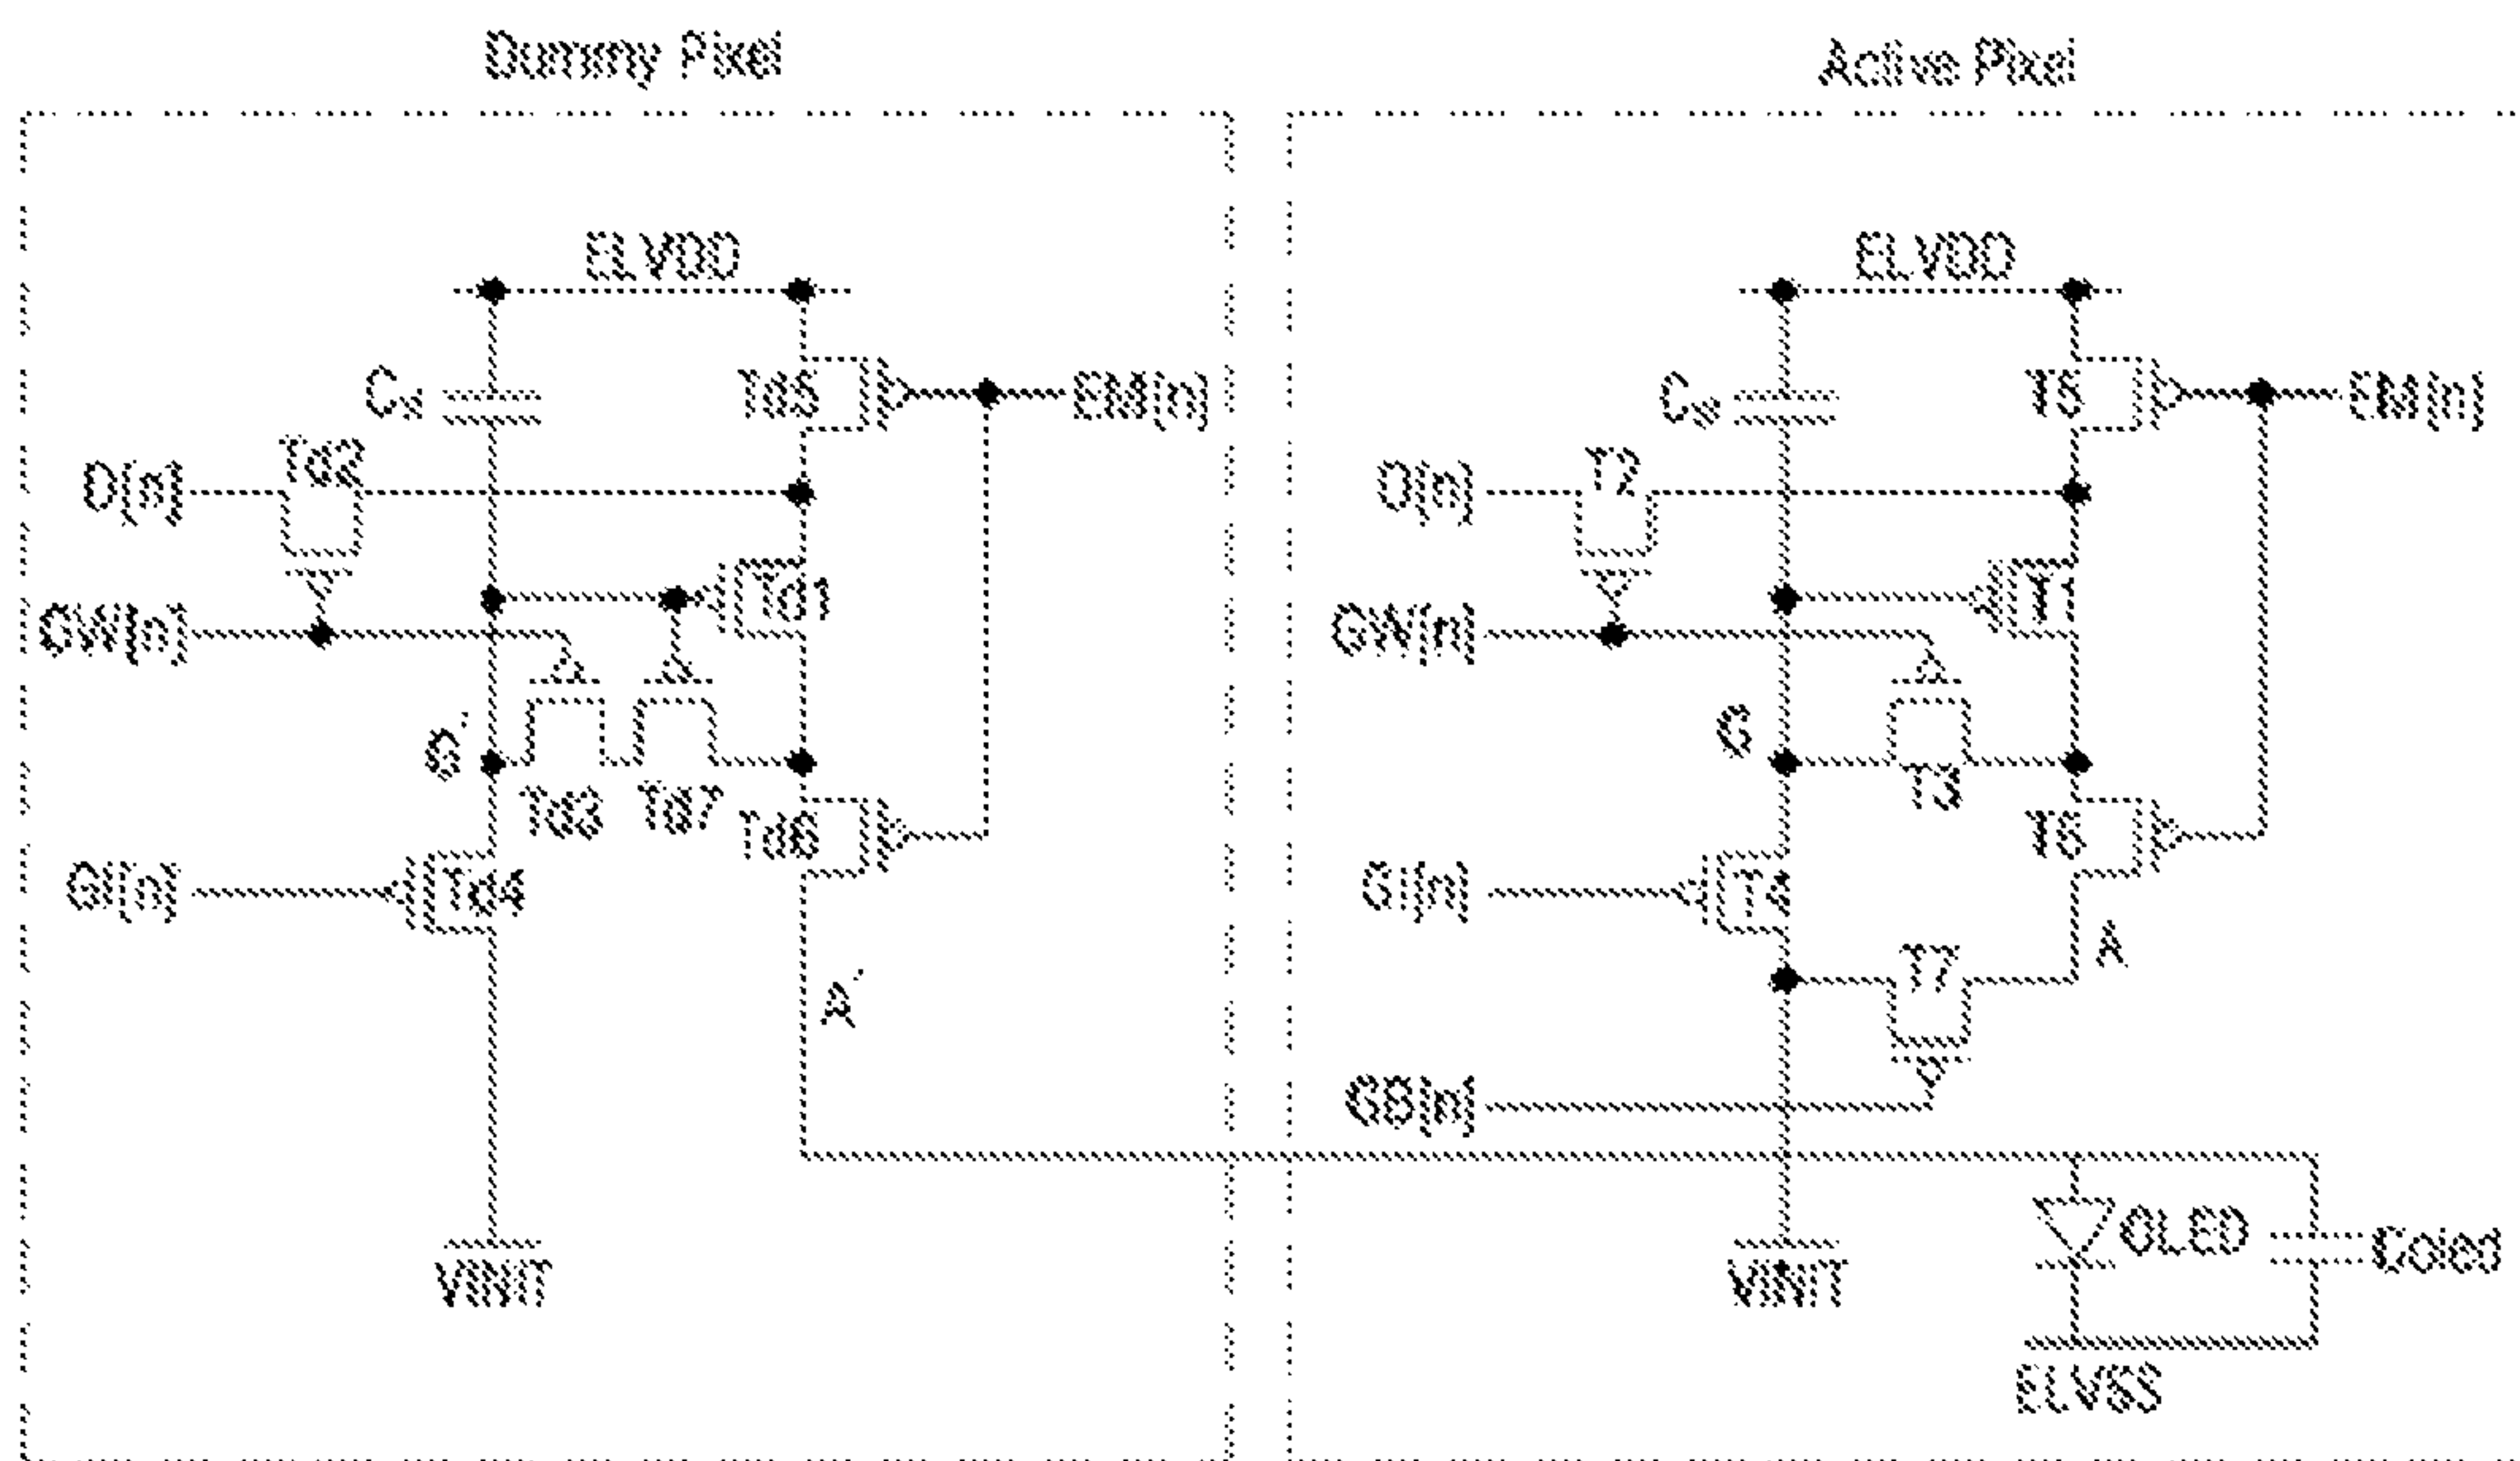 Dummy Pixel
ELVDD
Cst
Td5
EM[n]
Td2
D[m]
Td1
GW[n]
G'
Td3
Td7
Td6
GI[n]
Td4
A'
VINIT
Active Pixel
ELVDD
Cst
T5
EM[n]
T2
D[m]
T1
GW[n]
G
T3
T6
GI[n]
T4
A
T7
GB[n]
OLED
Coled
VINIT
ELVSS